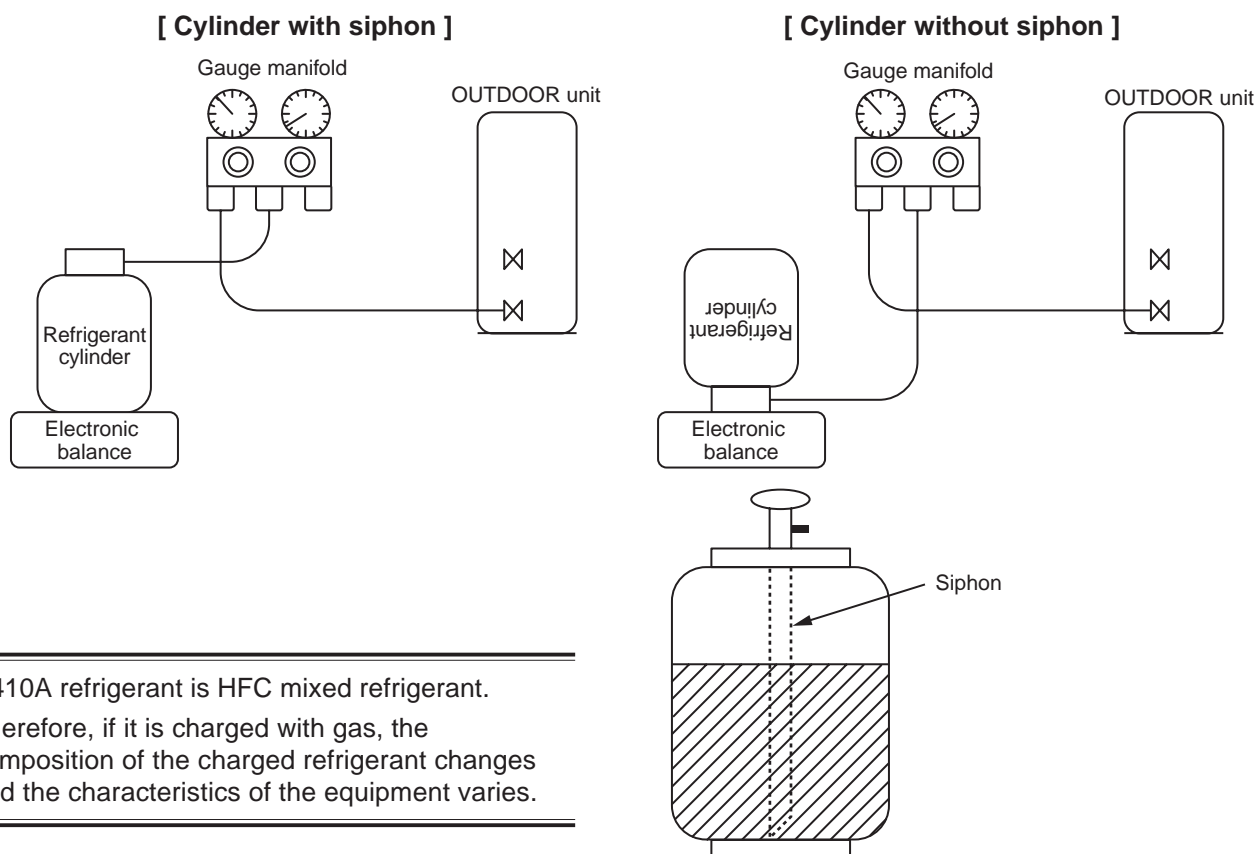 [ Cylinder with siphon ]
Gauge manifold
OUTDOOR unit
Refrigerant
cylinder
Electronic
balance
[ Cylinder without siphon ]
Gauge manifold
OUTDOOR unit
Refrigerant
cylinder
Electronic
balance
Siphon
410A refrigerant is HFC mixed refrigerant.
erefore, if it is charged with gas, the
mposition of the charged refrigerant changes
d the characteristics of the equipment varies.